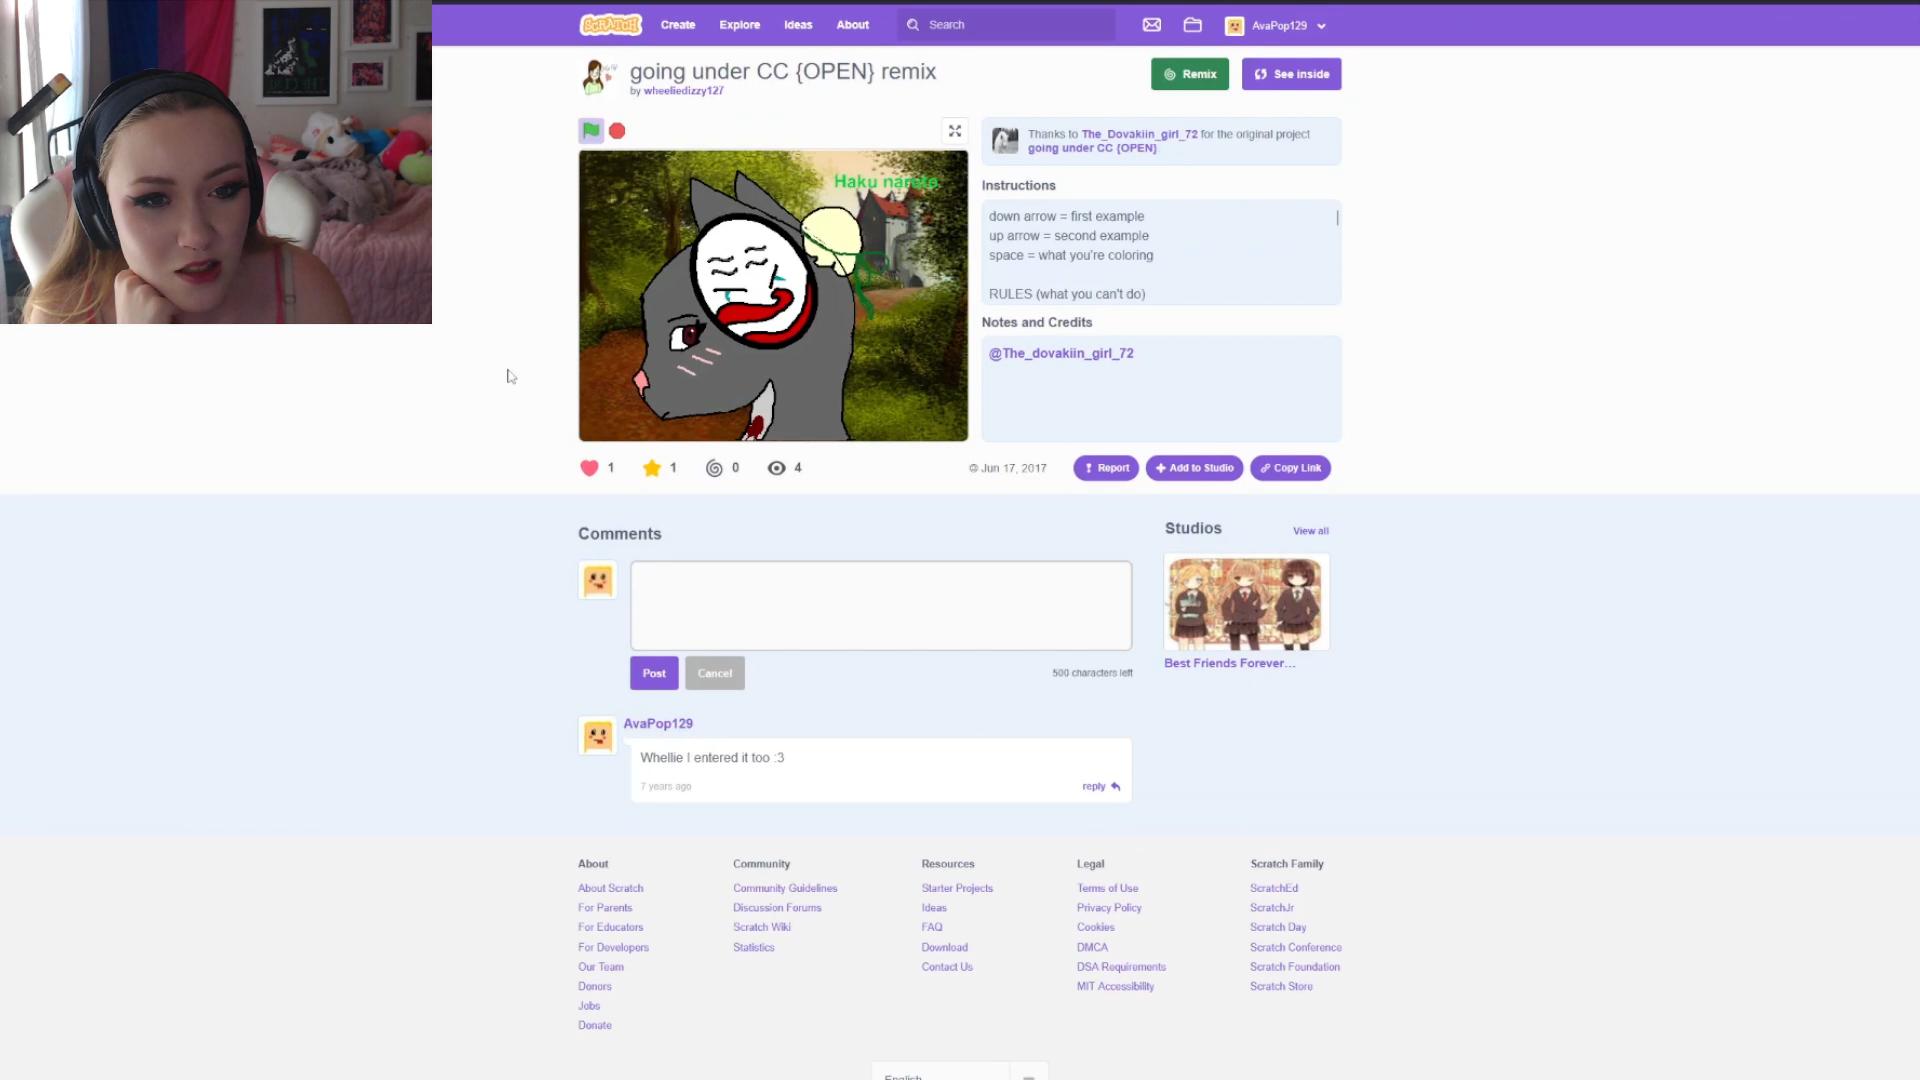 SCRATCH
Create
Explore
Ideas
About
Search
AvaPop129
going under CC {OPEN} remix
by wheeliedizzy127
Remix
See inside
Haku naruto
Thanks to The_Dovakiin_girl_72 for the original project
going under CC {OPEN}
Instructions
down arrow = first example
up arrow = second example
space = what you're coloring
RULES (what you can't do)
Notes and Credits
@The_dovakiin_girl_72
1
1
0
4
© Jun 17, 2017
Report
Add to Studio
Copy Link
Comments
Post
Cancel
500 characters left
AvaPop129
Whellie I entered it too :3
7 years ago
reply
Studios
View all
Best Friends Forever...
About
About Scratch
For Parents
For Educators
For Developers
Our Team
Donors
Jobs
Donate
Community
Community Guidelines
Discussion Forums
Scratch Wiki
Statistics
Resources
Starter Projects
Ideas
FAQ
Download
Contact Us
Legal
Terms of Use
Privacy Policy
Cookies
DMCA
DSA Requirements
MIT Accessibility
Scratch Family
ScratchEd
ScratchJr
Scratch Day
Scratch Conference
Scratch Foundation
Scratch Store
English